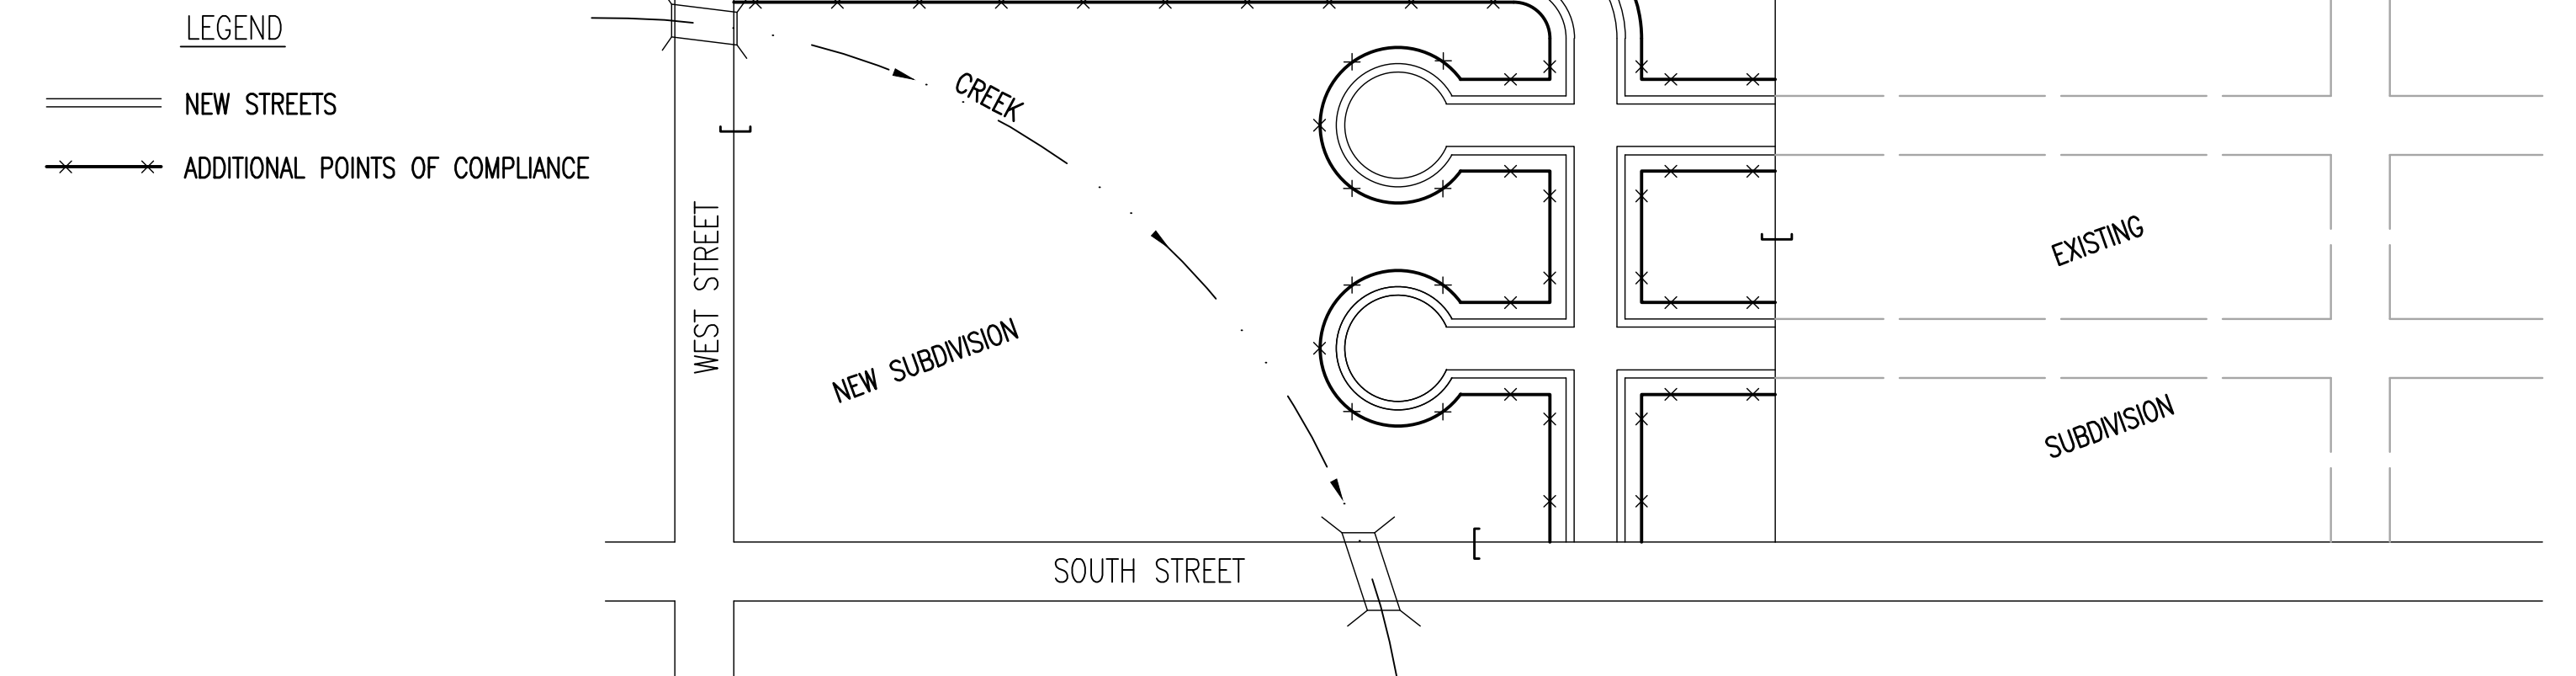 LEGEND
NEW STREETS
ADDITIONAL POINTS OF COMPLIANCE
CREEK
WEST STREET
NEW SUBDIVISION
EXISTING
SUBDIVISION
SOUTH STREET